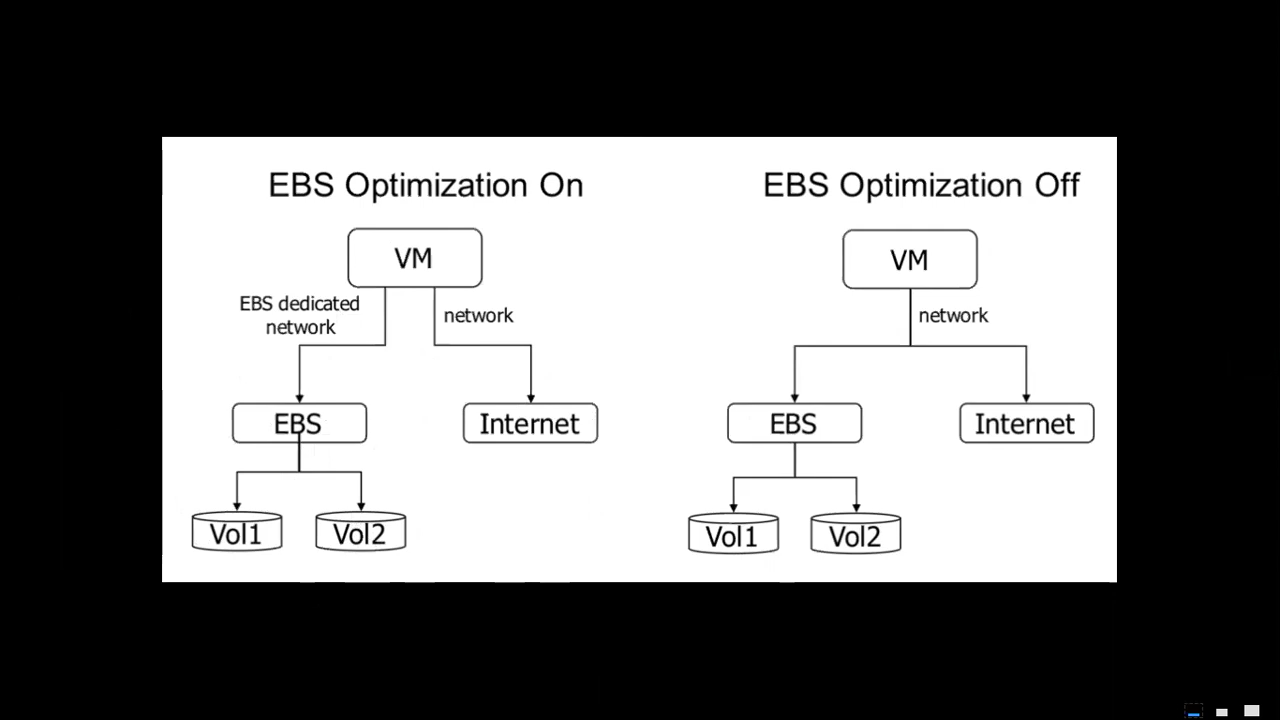 EBS Optimization On
VM
EBS dedicated
network
network
EBS
Internet
Vol1
Vol2
EBS Optimization Off
VM
network
EBS
Internet
Vol1
Vol2